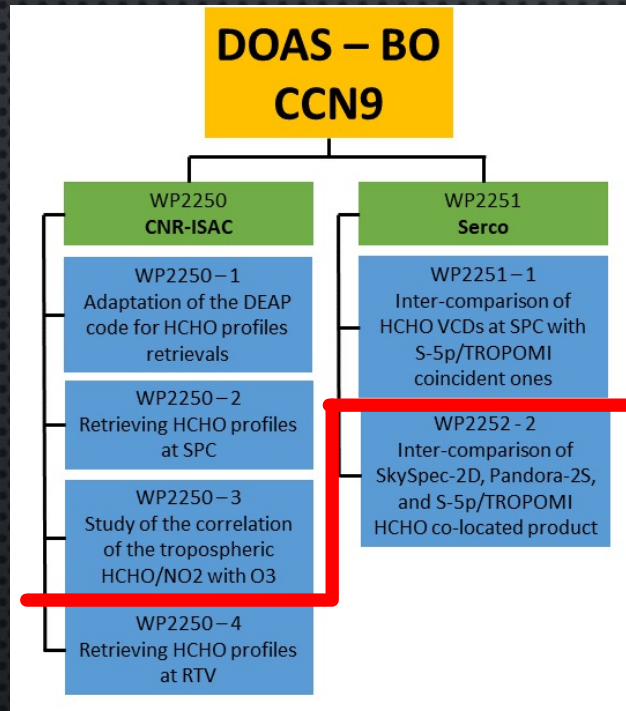 DOAS – BO
CCN9
WP2250
CNR-ISAC
WP2250 – 1
Adaptation of the DEAP
code for HCHO profiles
retrievals
WP2250 – 2
Retrieving HCHO profiles
at SPC
WP2250 – 3
Study of the correlation
of the tropospheric
HCHO/NO2 with O3
WP2250 – 4
Retrieving HCHO profiles
at RTV
WP2251
Serco
WP2251 – 1
Inter-comparison of
HCHO VCDs at SPC with
S-5p/TROPOMI
coincident ones
WP2252 - 2
Inter-comparison of
SkySpec-2D, Pandora-2S,
and S-5p/TROPOMI
HCHO co-located product